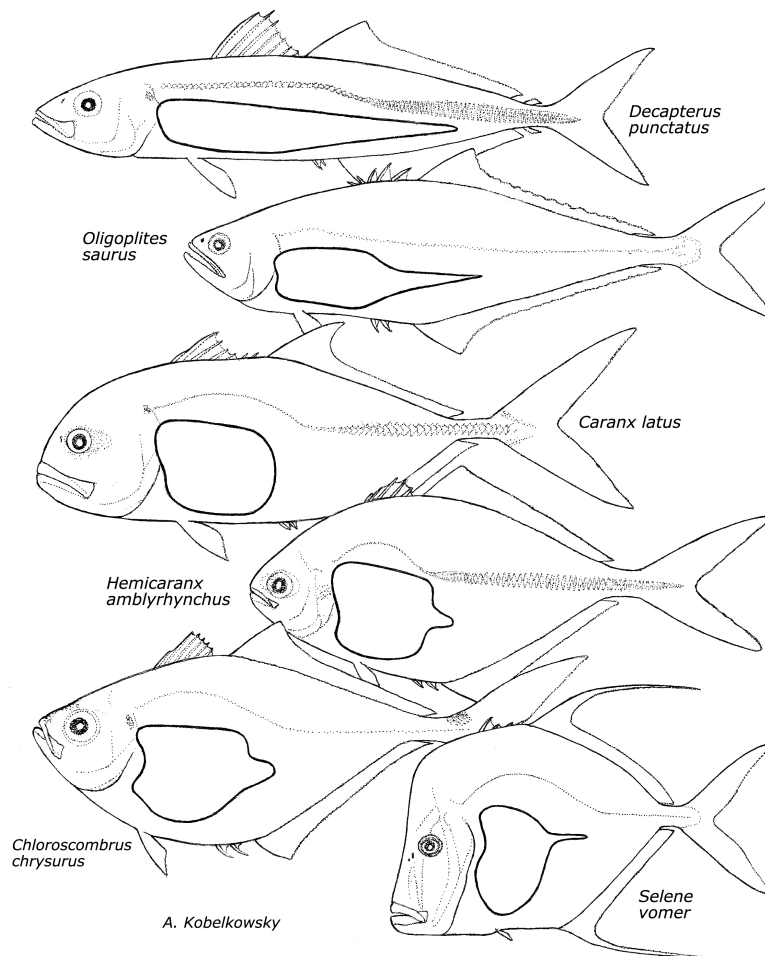 Decapterus
punctatus
Oligoplites
saurus
Caranx latus
Hemicaranx
amblyrhynchus
Chloroscombrus
chrysurus
Selene
vomer
A. Kobelkowsky